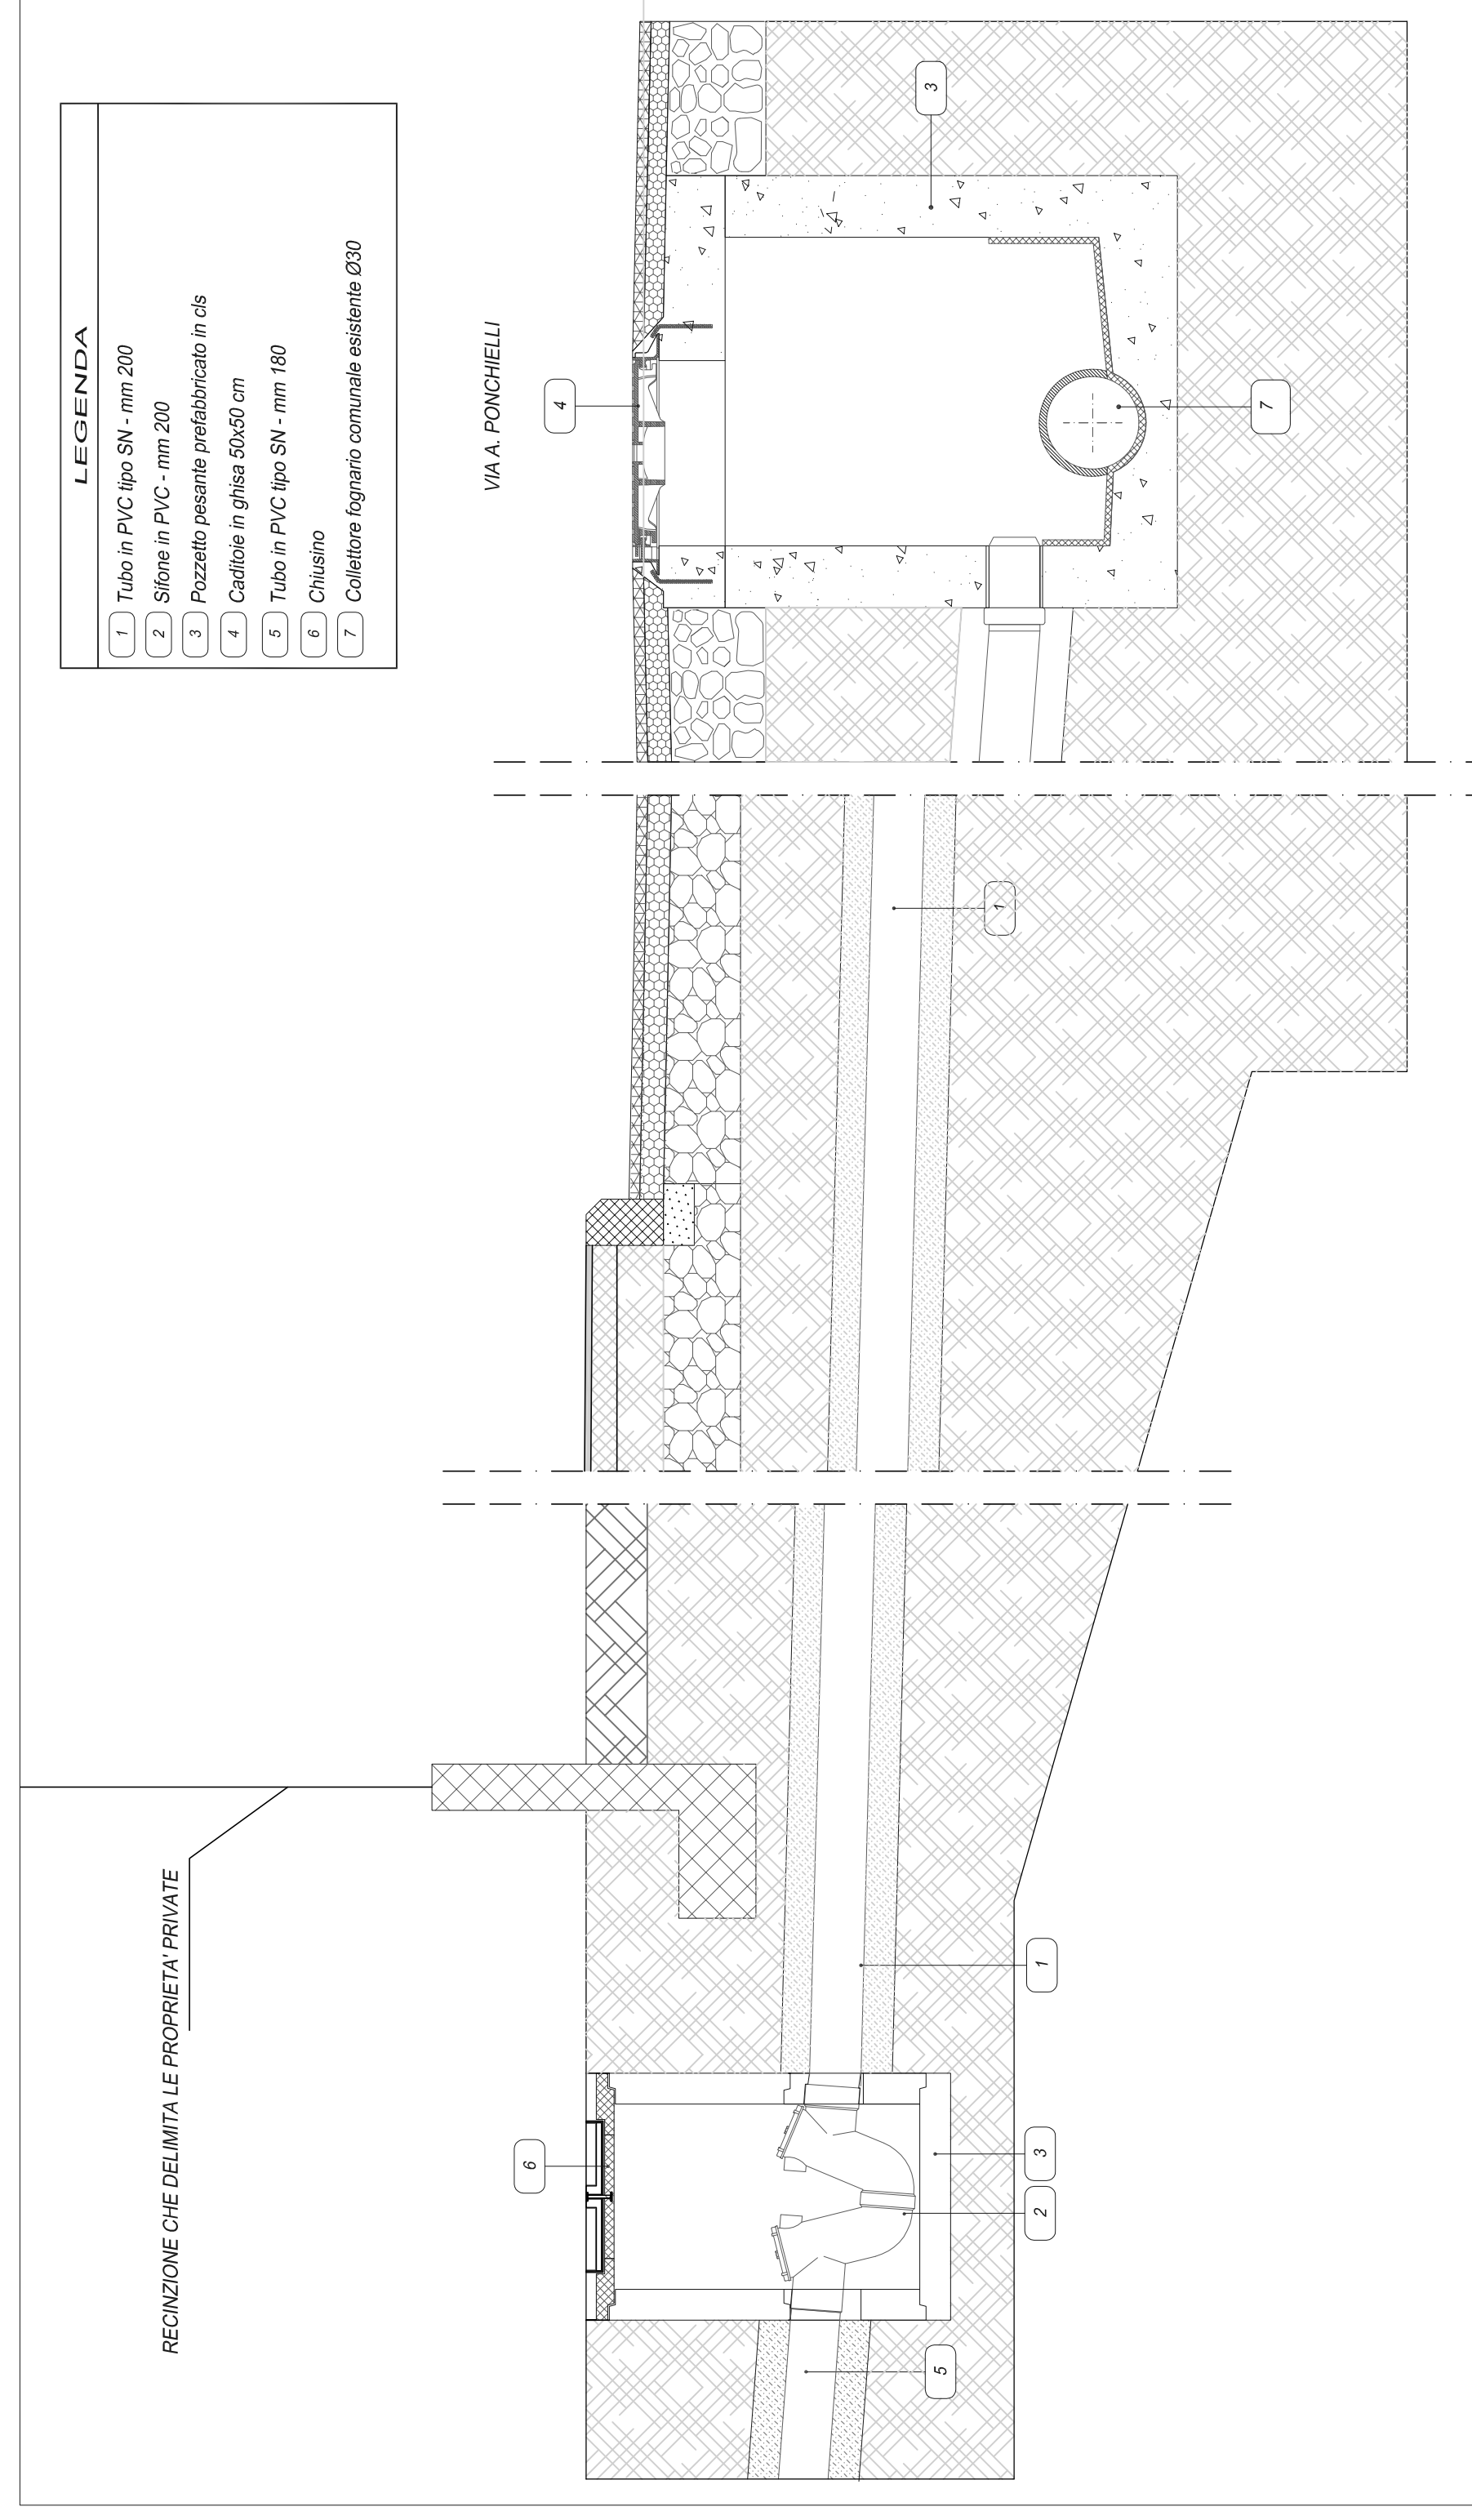 LEGENDA
1 Tubo in PVC tipo SN - mm 200
2 Sifone in PVC - mm 200
3 Pozzetto pesante prefabbricato in cls
4 Caditoie in ghisa 50x50 cm
5 Tubo in PVC tipo SN - mm 180
6 Chiusino
7 Collettore fognario comunale esistente Ø30
RECINZIONE CHE DELIMITA LE PROPRIETA' PRIVATE
VIA A. PONCHIELLI
6
4
5
2
3
1
1
7
3